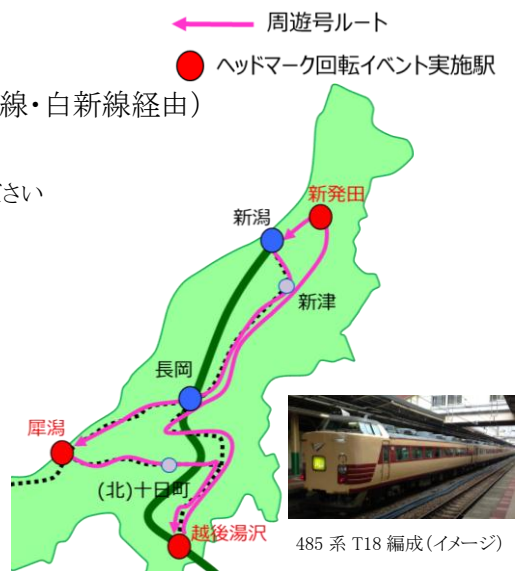 周遊号ルート
ヘッドマーク回転イベント実施駅
線・白新線経由)
さい
新発田
新潟
新津
長岡
犀潟
(北)十日町
越後湯沢
485 系 T18 編成(イメージ)